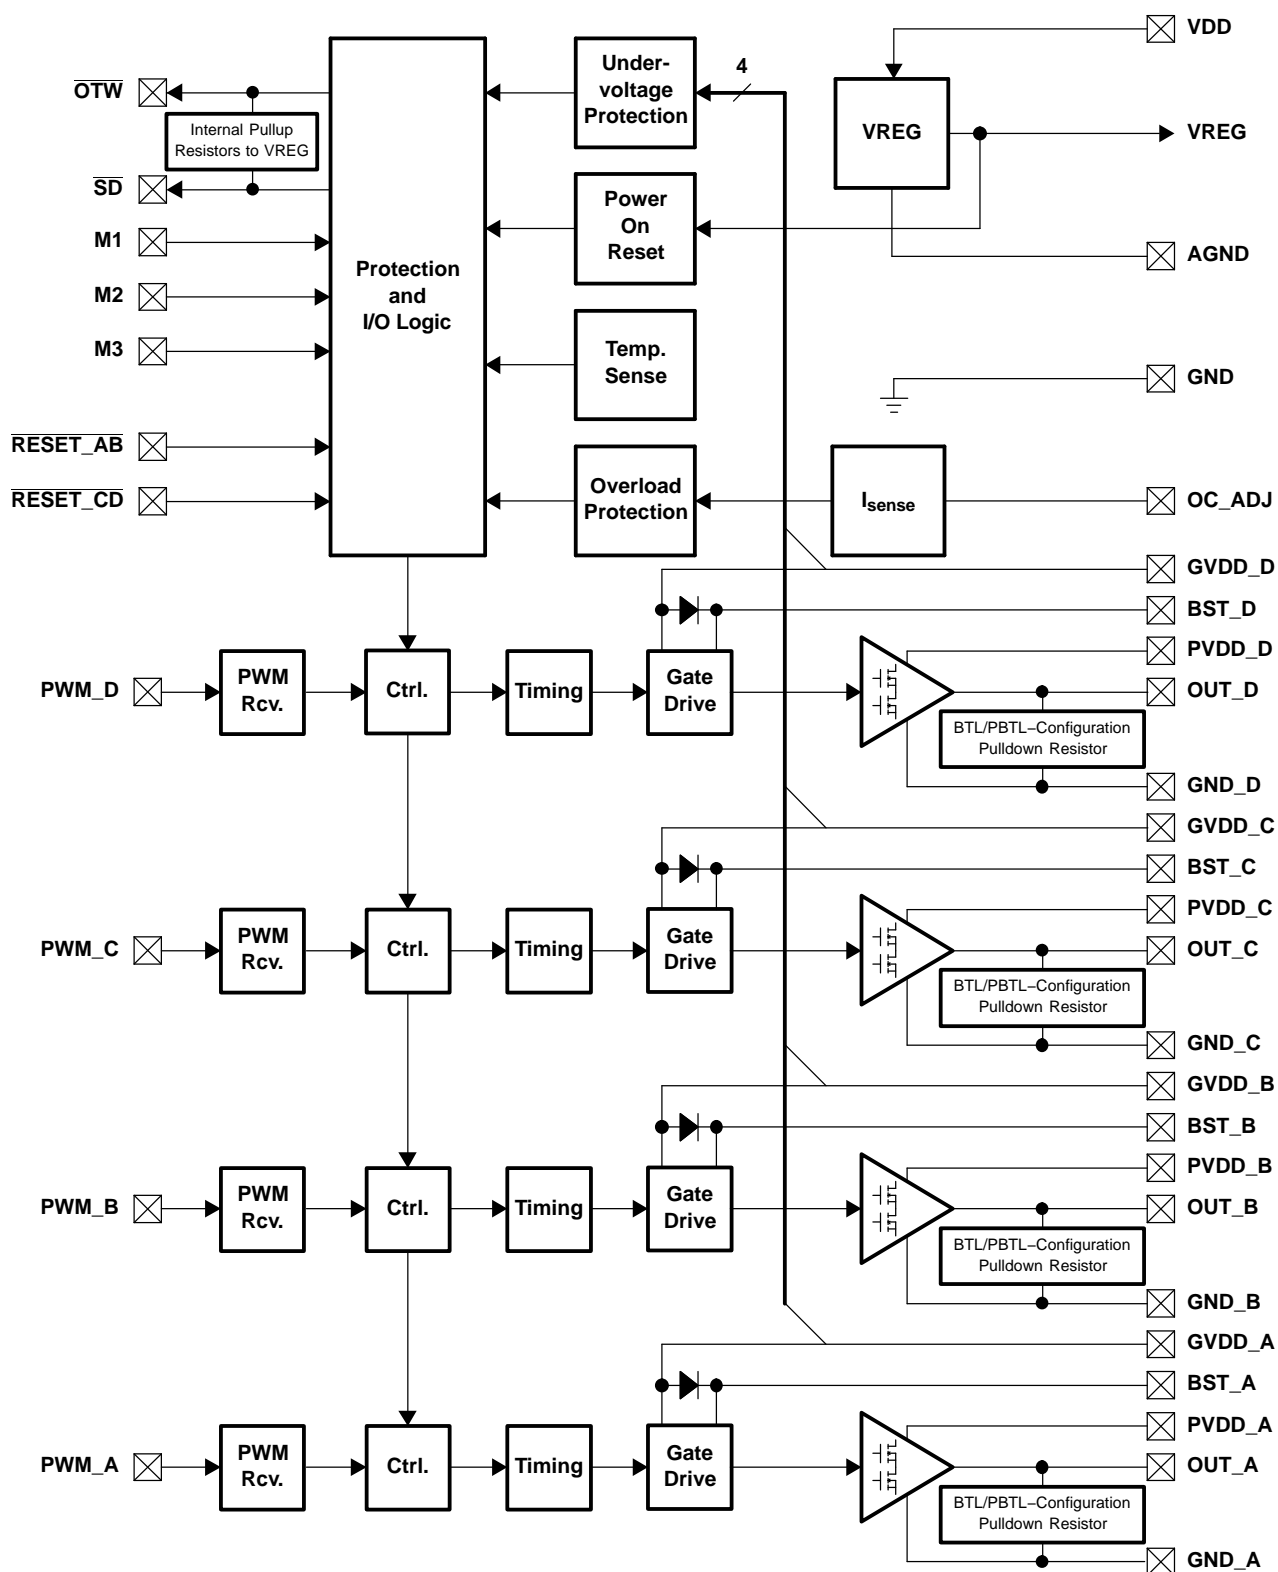 VDD
4
Under-
voltage
Protection
OTW
Internal Pullup
Resistors to VREG
VREG
VREG
SD
Power
On
Reset
M1
AGND
Protection
and
I/O Logic
M2
M3
Temp.
Sense
GND
RESET_AB
RESET_CD
Overload
Protection
Isense
OC_ADJ
GVDD_D
BST_D
PVDD_D
PWM_D
PWM
Rcv.
Ctrl.
Timing
Gate
Drive
OUT_D
BTL/PBTL–Configuration
Pulldown Resistor
GND_D
GVDD_C
BST_C
PVDD_C
PWM_C
PWM
Rcv.
Ctrl.
Timing
Gate
Drive
OUT_C
BTL/PBTL–Configuration
Pulldown Resistor
GND_C
GVDD_B
BST_B
PVDD_B
PWM_B
PWM
Rcv.
Ctrl.
Timing
Gate
Drive
OUT_B
BTL/PBTL–Configuration
Pulldown Resistor
GND_B
GVDD_A
BST_A
PVDD_A
PWM_A
PWM
Rcv.
Ctrl.
Timing
Gate
Drive
OUT_A
BTL/PBTL–Configuration
Pulldown Resistor
GND_A